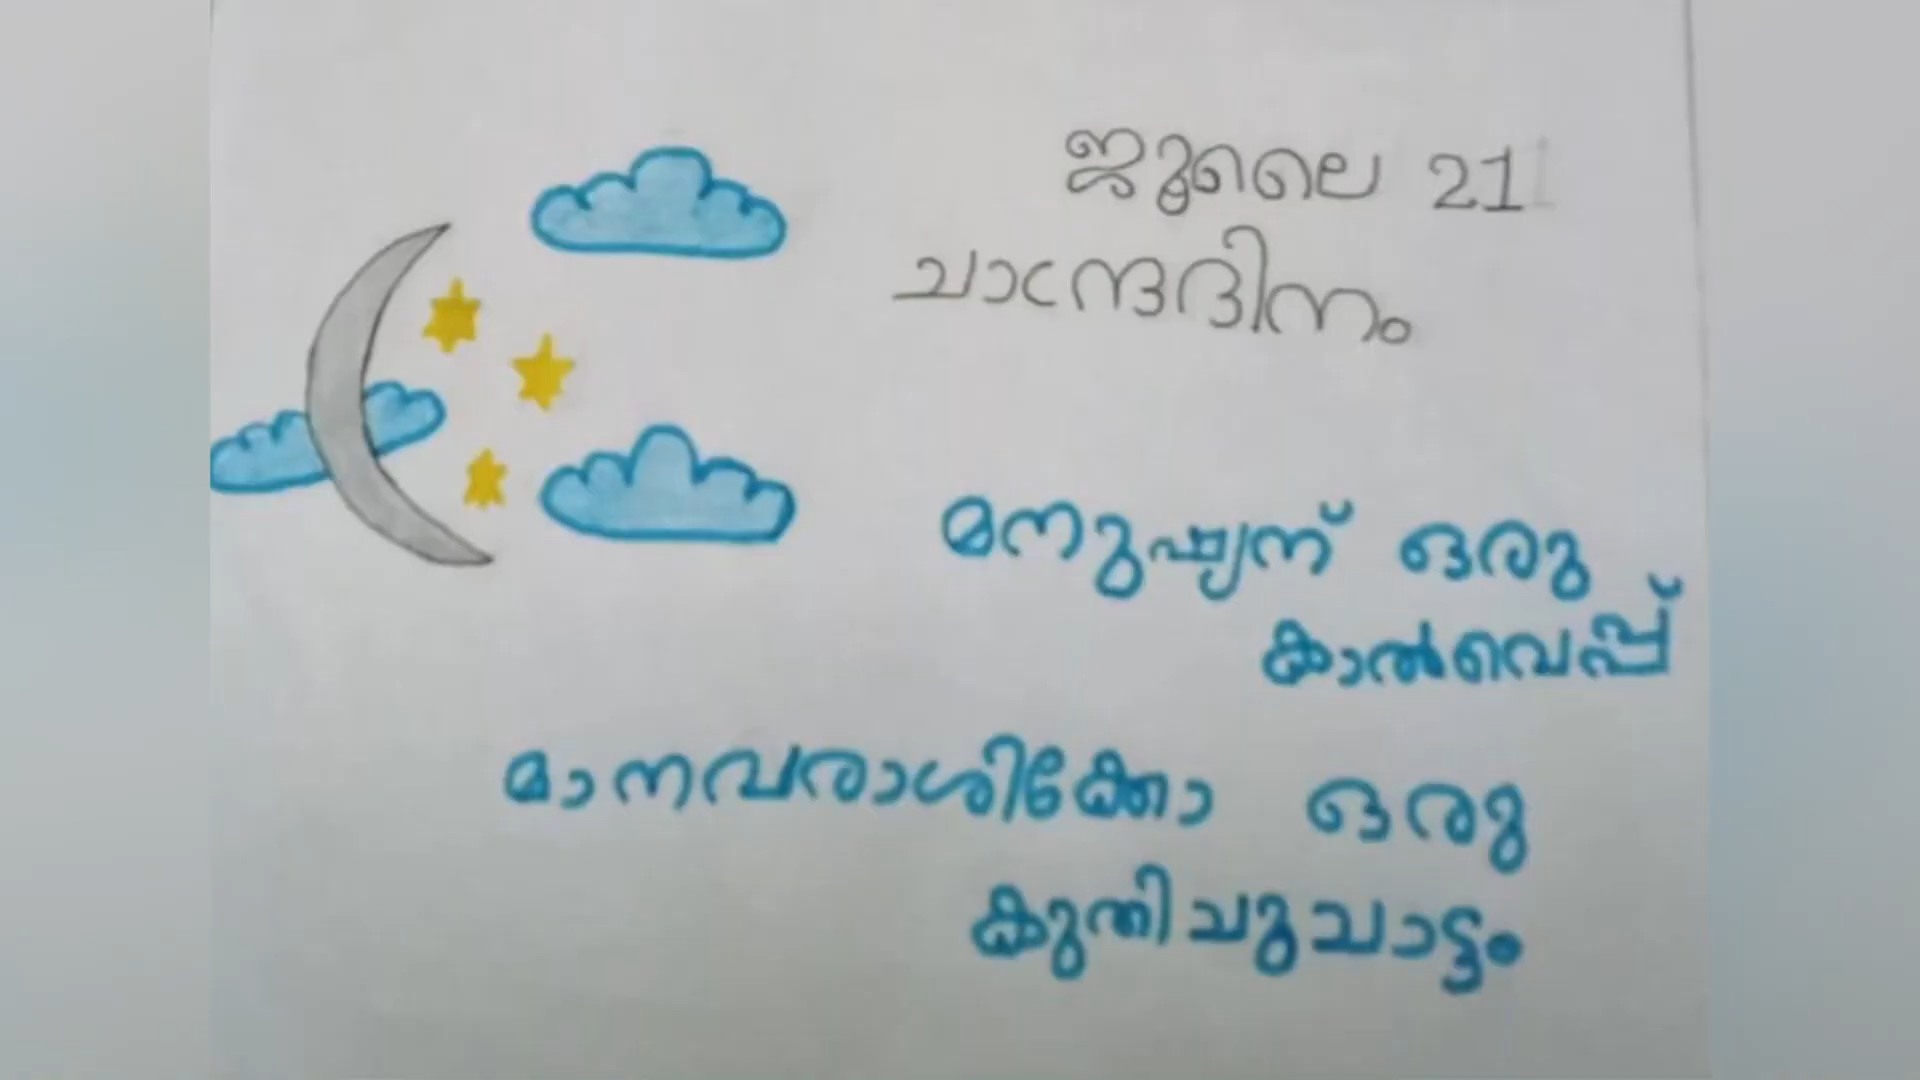 ജൂലൈ 21
ചാന്ദ്രദിനം
മനുഷ്യന് ഒരു
കാൽവെപ്പ്
മാനവരാശിക്കോ ഒരു
കുതിച്ചുചാട്ടം